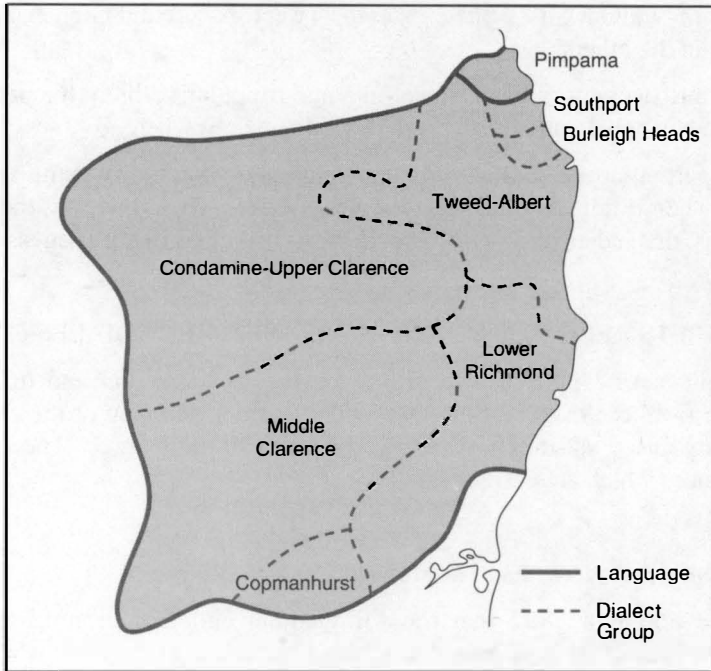 Pimpama
Southport
Burleigh Heads
Tweed-Albert
Condamine-Upper Clarence
Lower
Richmond
Middle
Clarence
Copmanhurst
Language
Dialect
Group